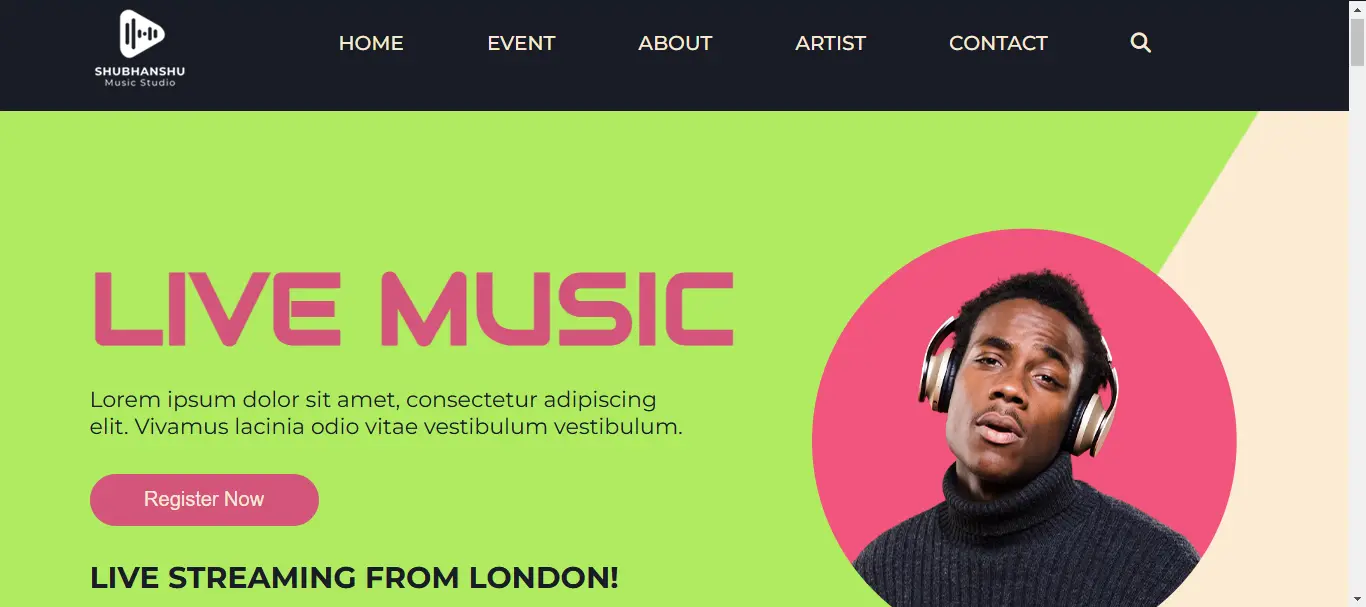 SHUBHANSHU
Music Studio
HOME EVENT ABOUT ARTIST CONTACT
LIVE MUSIC
Lorem ipsum dolor sit amet, consectetur adipiscing
elit. Vivamus lacinia odio vitae vestibulum vestibulum.
Register Now
LIVE STREAMING FROM LONDON!